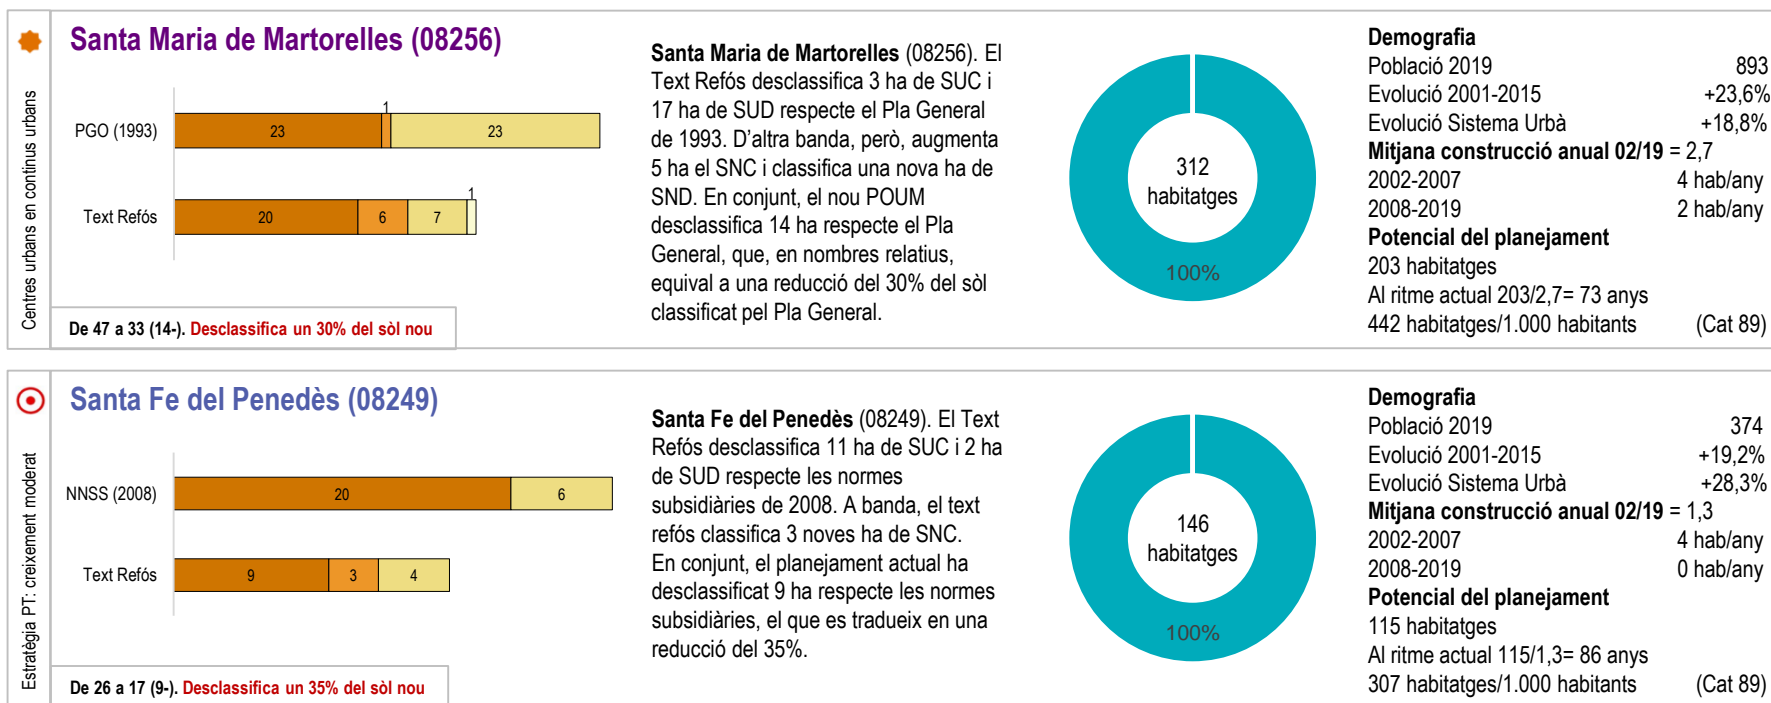 Santa Maria de Martorelles (08256)
Centres urbans en continus urbans
PGO (1993)
23
1
23
Text Refós
20
6
7
1
De 47 a 33 (14-). Desclassifica un 30% del sòl nou
Santa Maria de Martorelles (08256). El
Text Refós desclassifica 3 ha de SUC i
17 ha de SUD respecte el Pla General
de 1993. D’altra banda, però, augmenta
5 ha el SNC i classifica una nova ha de
SND. En conjunt, el nou POUM
desclassifica 14 ha respecte el Pla
General, que, en nombres relatius,
equival a una reducció del 30% del sòl
classificat pel Pla General.
312
habitatges
100%
Demografia
Població 2019 893
Evolució 2001-2015 +23,6%
Evolució Sistema Urbà +18,8%
Mitjana construcció anual 02/19 = 2,7
2002-2007 4 hab/any
2008-2019 2 hab/any
Potencial del planejament
203 habitatges
Al ritme actual 203/2,7= 73 anys
442 habitatges/1.000 habitants (Cat 89)
Santa Fe del Penedès (08249)
Estratègia PT: creixement moderat
NNSS (2008)
20
6
Text Refós
9
3
4
De 26 a 17 (9-). Desclassifica un 35% del sòl nou
Santa Fe del Penedès (08249). El Text
Refós desclassifica 11 ha de SUC i 2 ha
de SUD respecte les normes
subsidiàries de 2008. A banda, el text
refós classifica 3 noves ha de SNC.
En conjunt, el planejament actual ha
desclassificat 9 ha respecte les normes
subsidiàries, el que es tradueix en una
reducció del 35%.
146
habitatges
100%
Demografia
Població 2019 374
Evolució 2001-2015 +19,2%
Evolució Sistema Urbà +28,3%
Mitjana construcció anual 02/19 = 1,3
2002-2007 4 hab/any
2008-2019 0 hab/any
Potencial del planejament
115 habitatges
Al ritme actual 115/1,3= 86 anys
307 habitatges/1.000 habitants (Cat 89)